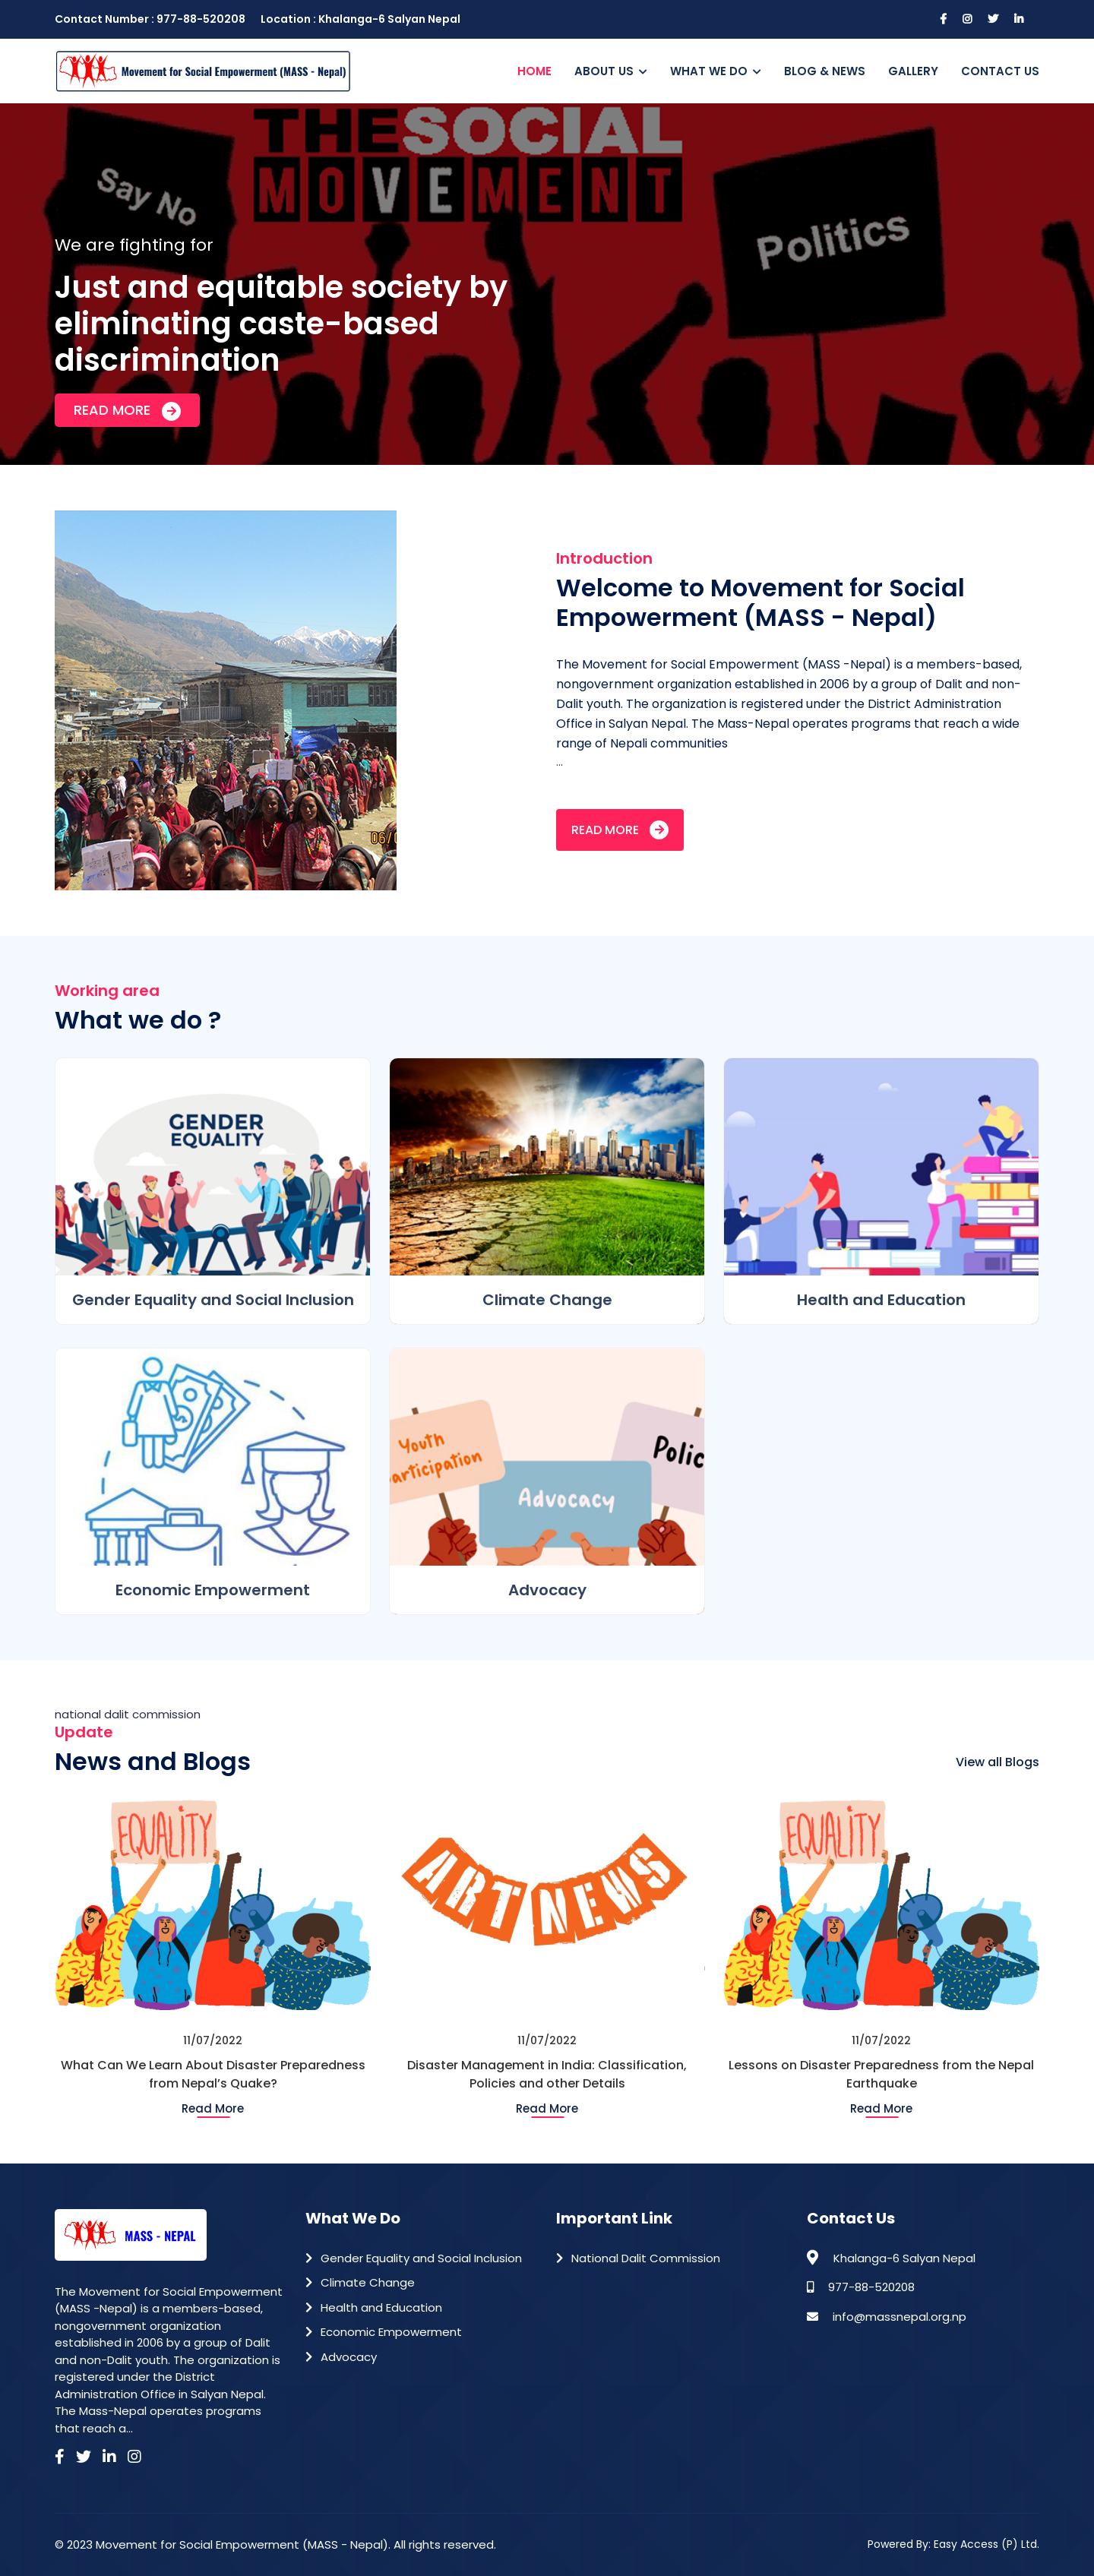 Contact Number : 977-88-520208 Location : Khalanga-6 Salyan Nepal
Movement for Social Empowerment (MASS - Nepal)
HOME ABOUT US WHAT WE DO BLOG & NEWS GALLERY CONTACT US
THE SOCIAL
MOVEMENT
Say No
Politics
We are fighting for
Just and equitable society by
eliminating caste-based
discrimination
READ MORE
Introduction
Welcome to Movement for Social
Empowerment (MASS - Nepal)
The Movement for Social Empowerment (MASS -Nepal) is a members-based,
nongovernment organization established in 2006 by a group of Dalit and non-
Dalit youth. The organization is registered under the District Administration
Office in Salyan Nepal. The Mass-Nepal operates programs that reach a wide
range of Nepali communities
...
READ MORE
Working area
What we do ?
GENDER
EQUALITY
Gender Equality and Social Inclusion
Climate Change
Health and Education
Economic Empowerment
Youth
Participation
Advocacy
Polic
Advocacy
national dalit commission
Update
News and Blogs
View all Blogs
EQUALITY
ART NEWS
EQUALITY
11/07/2022
What Can We Learn About Disaster Preparedness
from Nepal's Quake?
Read More
11/07/2022
Disaster Management in India: Classification,
Policies and other Details
Read More
11/07/2022
Lessons on Disaster Preparedness from the Nepal
Earthquake
Read More
MASS - NEPAL
The Movement for Social Empowerment
(MASS -Nepal) is a members-based,
nongovernment organization
established in 2006 by a group of Dalit
and non-Dalit youth. The organization is
registered under the District
Administration Office in Salyan Nepal.
The Mass-Nepal operates programs
that reach a...
What We Do
Gender Equality and Social Inclusion
Climate Change
Health and Education
Economic Empowerment
Advocacy
Important Link
National Dalit Commission
Contact Us
Khalanga-6 Salyan Nepal
977-88-520208
info@massnepal.org.np
© 2023 Movement for Social Empowerment (MASS - Nepal). All rights reserved.
Powered By: Easy Access (P) Ltd.